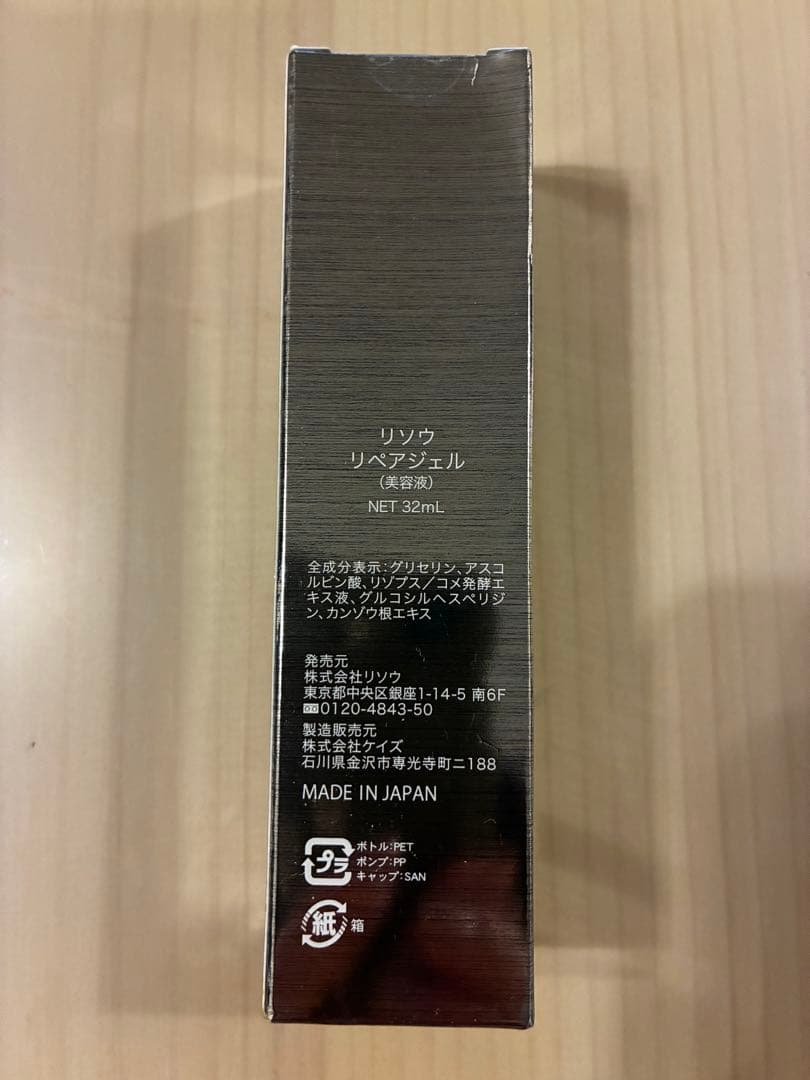 リソウ
リペアジェル
（美容液）
NET 32mL
全成分表示：グリセリン、アスコ
ルビン酸、リゾプス／コメ発酵エ
キス液、グルコシルヘスペリジ
ン、カンゾウ根エキス
発売元
株式会社リソウ
東京都中央区銀座1-14-5 南6F
0120-4843-50
製造販売元
株式会社ケイズ
石川県金沢市専光寺町ニ188
MADE IN JAPAN
プラ
ボトル：PET
ポンプ：PP
キャップ：SAN
紙 箱